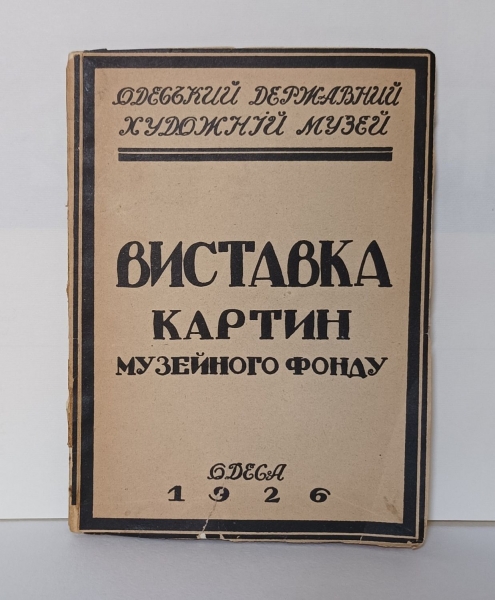 ОДЕСЬКИЙ ДЕРЖАВНИЙ
ХУДОЖНІЙ МУЗЕЙ
ВИСТАВКА
КАРТИН
МУЗЕЙНОГО ФОНДУ
ОДЕСА
1926